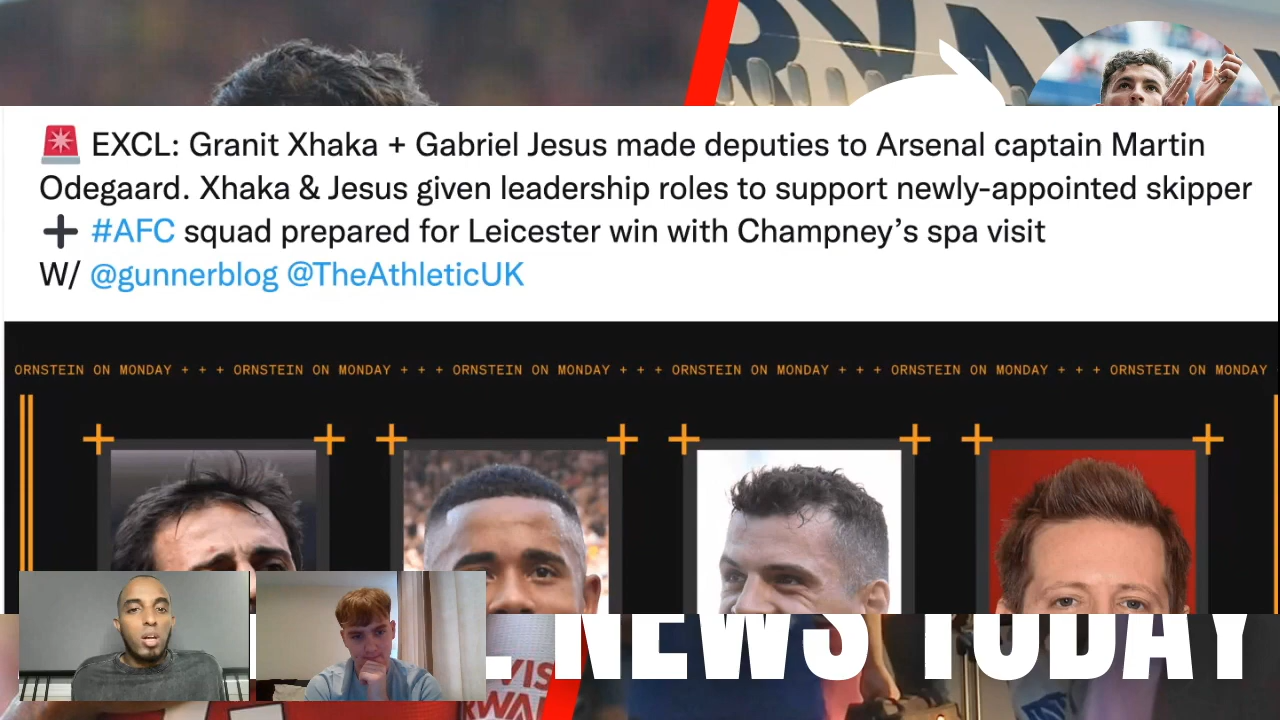 🚨 EXCL: Granit Xhaka + Gabriel Jesus made deputies to Arsenal captain Martin
Odegaard. Xhaka & Jesus given leadership roles to support newly-appointed skipper
➕ #AFC squad prepared for Leicester win with Champney’s spa visit
W/ @gunnerblog @TheAthleticUK
ORNSTEIN ON MONDAY + + + ORNSTEIN ON MONDAY + + + ORNSTEIN ON MONDAY + + + ORNSTEIN ON MONDAY + + + ORNSTEIN ON MONDAY + + + ORNSTEIN ON MONDAY
NEWS TODAY